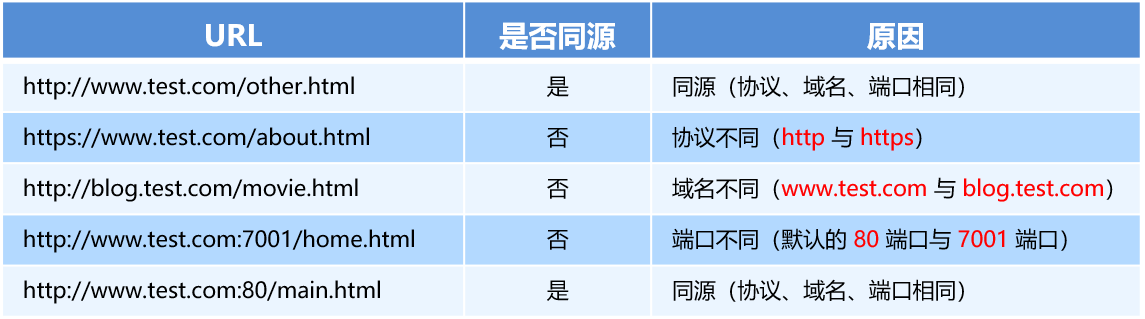 URL 是否同源 原因
http://www.test.com/other.html 是 同源（协议、域名、端口相同）
https://www.test.com/about.html 否 协议不同（http 与 https）
http://blog.test.com/movie.html 否 域名不同（www.test.com 与 blog.test.com）
http://www.test.com:7001/home.html 否 端口不同（默认的 80 端口与 7001 端口）
http://www.test.com:80/main.html 是 同源（协议、域名、端口相同）